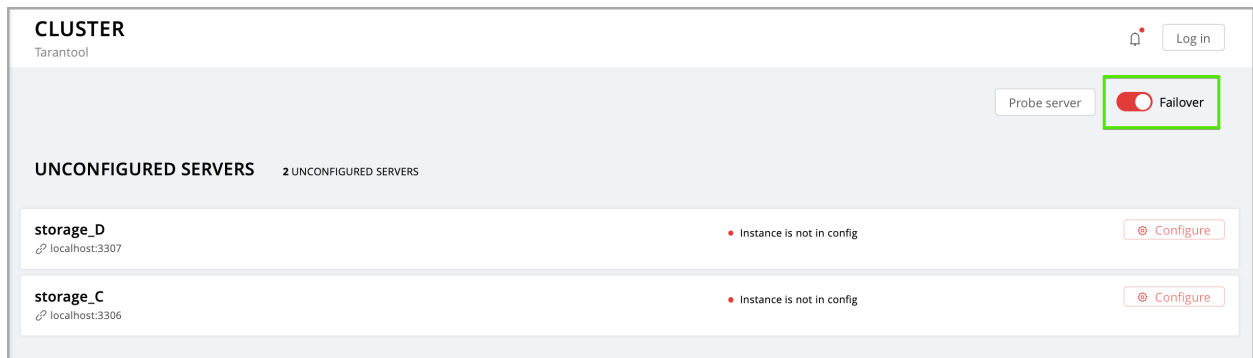 CLUSTER
Tarantool
Log in
Probe server
Failover
UNCONFIGURED SERVERS 2 UNCONFIGURED SERVERS
storage_D
localhost:3307
Instance is not in config
Configure
storage_C
localhost:3306
Instance is not in config
Configure